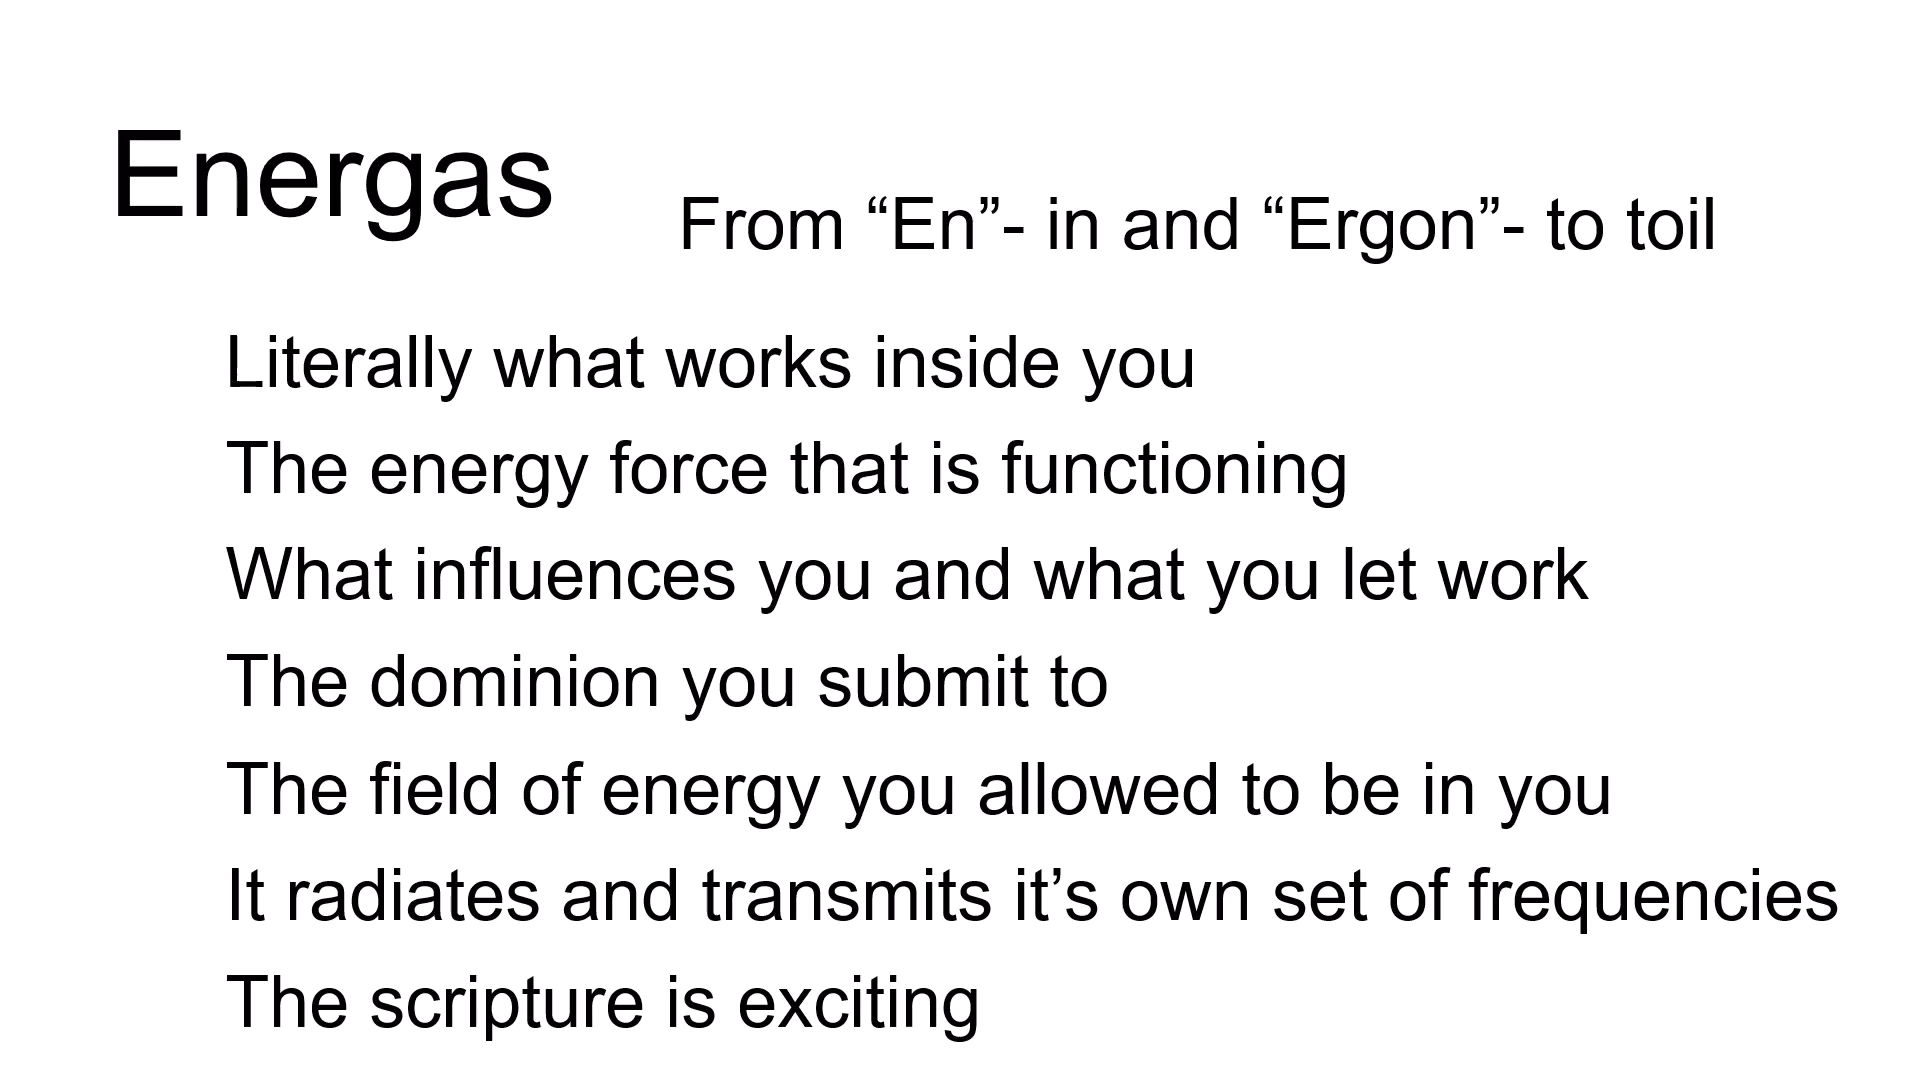 Energas
From “En”- in and “Ergon”- to toil
Literally what works inside you
The energy force that is functioning
What influences you and what you let work
The dominion you submit to
The field of energy you allowed to be in you
It radiates and transmits it’s own set of frequencies
The scripture is exciting